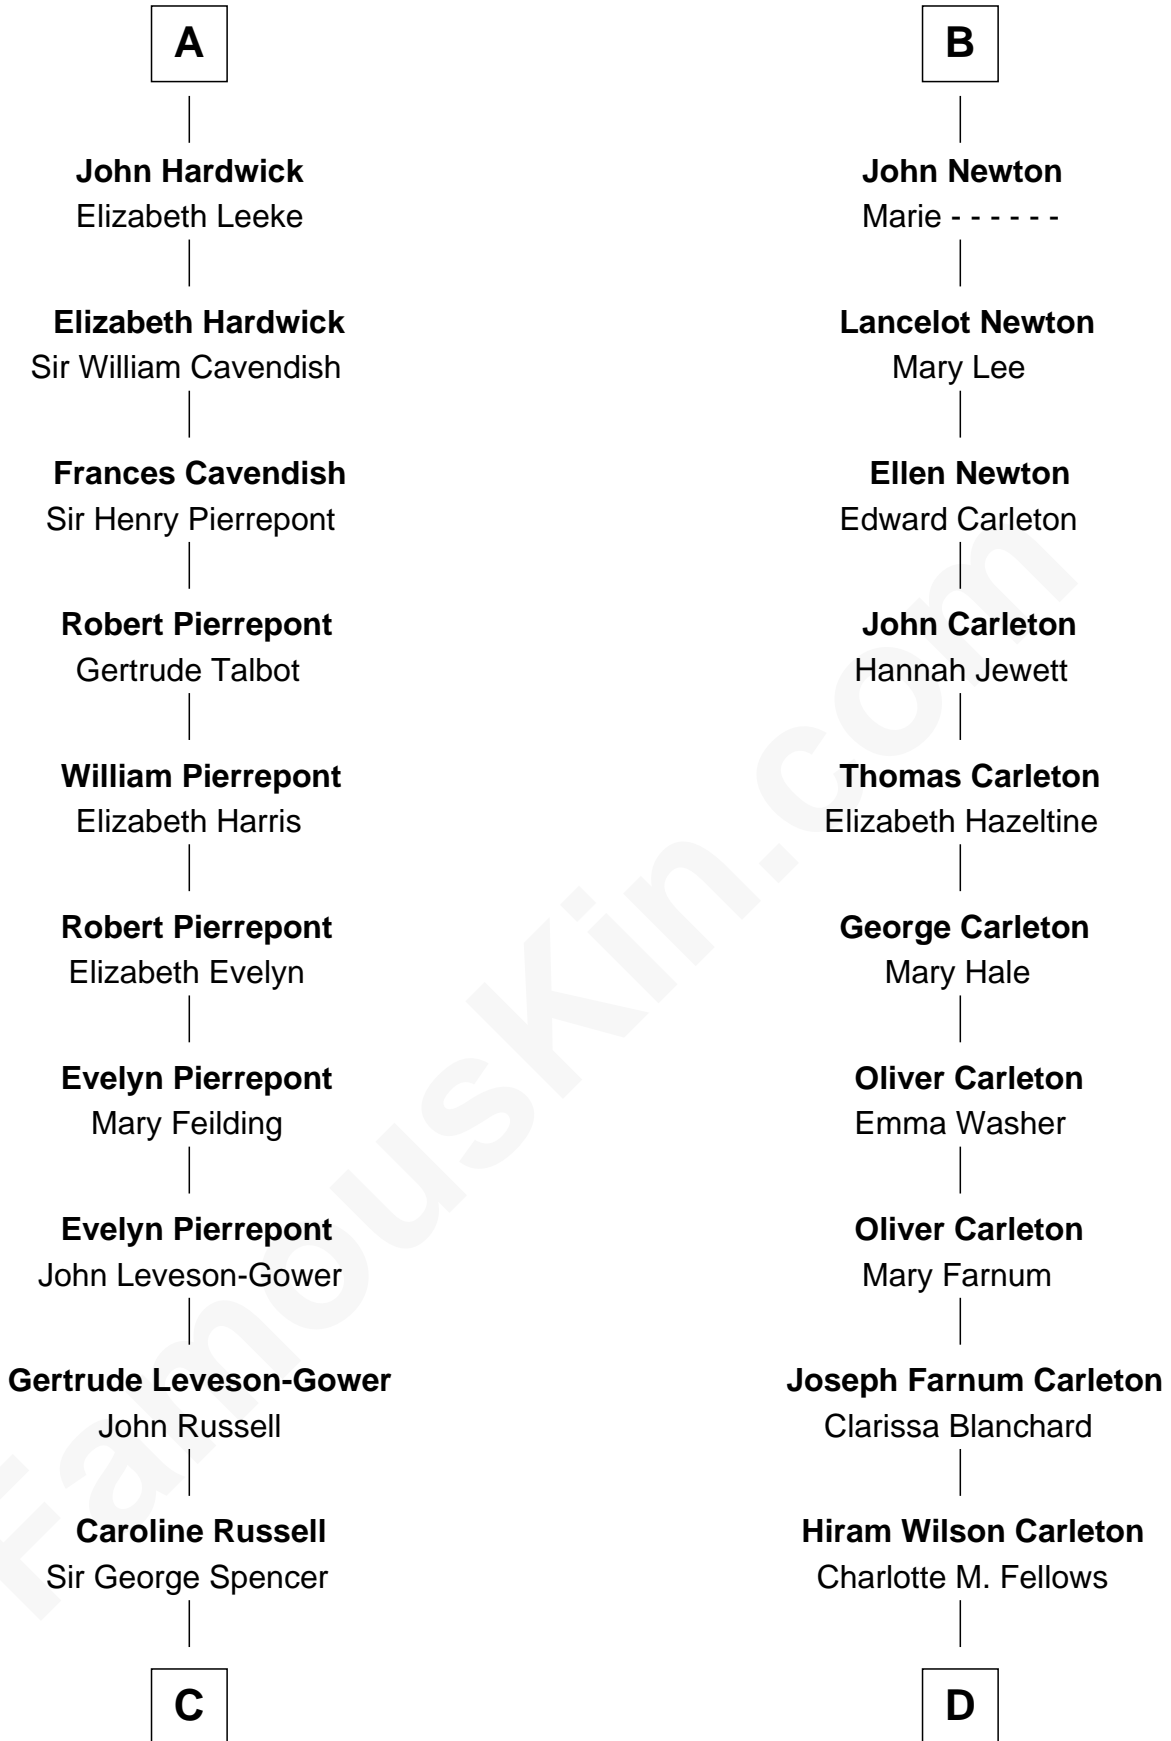 A
John Hardwick
Elizabeth Leeke
Elizabeth Hardwick
Sir William Cavendish
Frances Cavendish
Sir Henry Pierrepont
Robert Pierrepont
Gertrude Talbot
William Pierrepont
Elizabeth Harris
Robert Pierrepont
Elizabeth Evelyn
Evelyn Pierrepont
Mary Feilding
Evelyn Pierrepont
John Leveson-Gower
Gertrude Leveson-Gower
John Russell
Caroline Russell
Sir George Spencer
C
B
John Newton
Marie - - - - - -
Lancelot Newton
Mary Lee
Ellen Newton
Edward Carleton
John Carleton
Hannah Jewett
Thomas Carleton
Elizabeth Hazeltine
George Carleton
Mary Hale
Oliver Carleton
Emma Washer
Oliver Carleton
Mary Farnum
Joseph Farnum Carleton
Clarissa Blanchard
Hiram Wilson Carleton
Charlotte M. Fellows
D
FamousKin.com